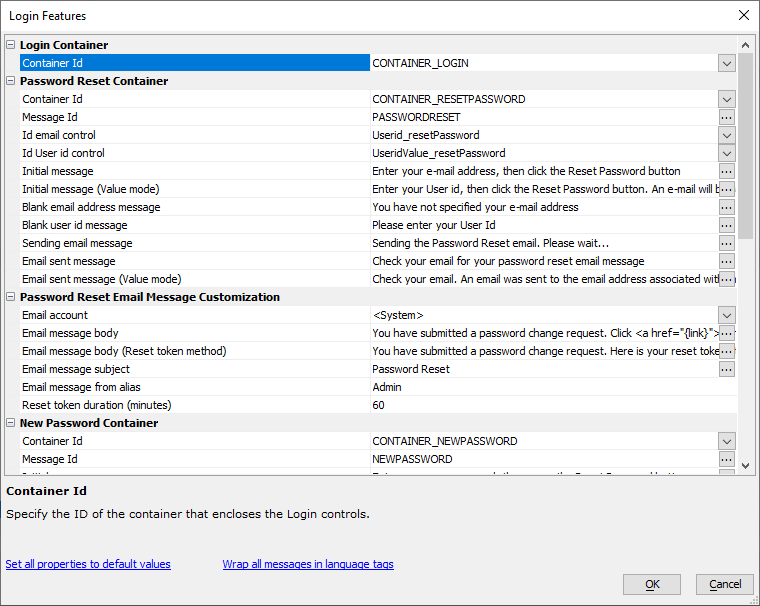 Login Features
Login Container
Container Id CONTAINER_LOGIN
Password Reset Container
Container Id CONTAINER_RESETPASSWORD
Message Id PASSWORDRESET
Id email control Userid_resetPassword
Id User id control UseridValue_resetPassword
Initial message Enter your e-mail address, then click the Reset Password button
Initial message (Value mode) Enter your User id, then click the Reset Password button. An e-mail will
Blank email address message You have not specified your e-mail address
Blank user id message Please enter your User Id
Sending email message Sending the Password Reset email. Please wait...
Email sent message Check your email for your password reset email message
Email sent message (Value mode) Check your email. An email was sent to the email address associated
Password Reset Email Message Customization
Email account <System>
Email message body You have submitted a password change request. Click <a href="{link}">
Email message body (Reset token method) You have submitted a password change request. Here is your reset
Email message subject Password Reset
Email message from alias Admin
Reset token duration (minutes) 60
New Password Container
Container Id CONTAINER_NEWPASSWORD
Message Id NEWPASSWORD
Container Id
Specify the ID of the container that encloses the Login controls.
Set all properties to default values Wrap all messages in language tags
OK Cancel